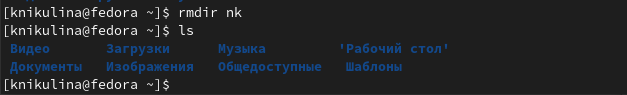 [knikulina@fedora ~]$ rmdir nk
[knikulina@fedora ~]$ ls
Видео Загрузки Музыка 'Рабочий стол'
Документы Изображения Общедоступные Шаблоны
[knikulina@fedora ~]$